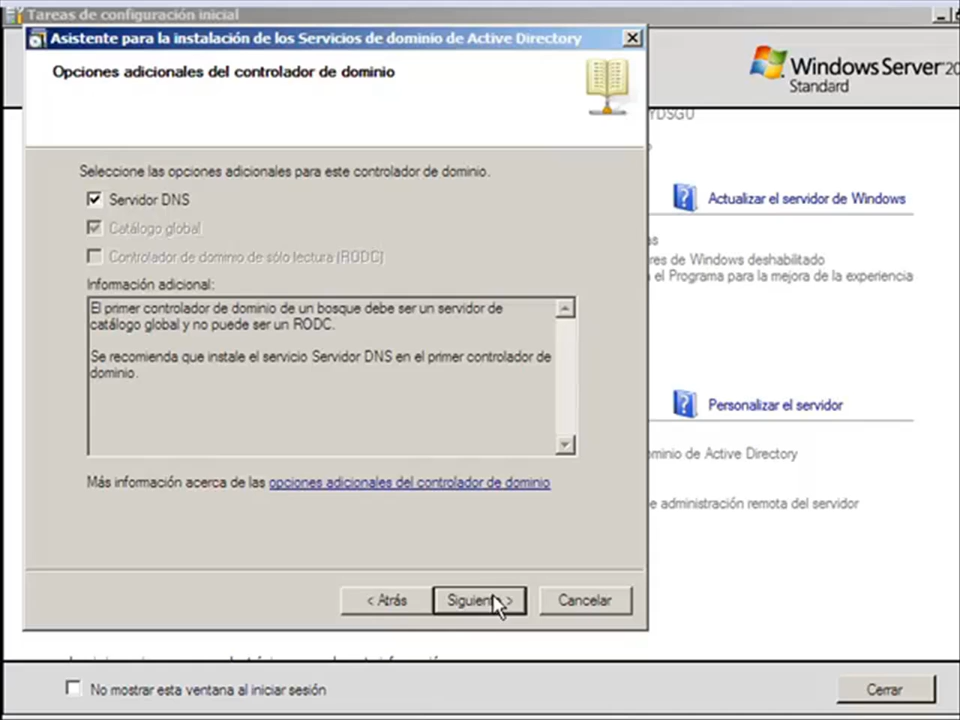 Tareas de configuración inicial
Asistente para la instalación de los Servicios de dominio de Active Directory
Opciones adicionales del controlador de dominio
Windows Server 20
Standard
YDSGU
Seleccione las opciones adicionales para este controlador de dominio.
Servidor DNS
Actualizar el servidor de Windows
Catálogo global
Controlador de dominio de sólo lectura (RODC)
res de Windows deshabilitado
el Programa para la mejora de la experiencia
Información adicional:
El primer controlador de dominio de un bosque debe ser un servidor de
catálogo global y no puede ser un RODC.
Se recomienda que instale el servicio Servidor DNS en el primer controlador de
dominio.
Personalizar el servidor
ominio de Active Directory
Más información acerca de las opciones adicionales del controlador de dominio
e administración remota del servidor
< Atrás
Siguiente >
Cancelar
No mostrar esta ventana al iniciar sesión
Cerrar